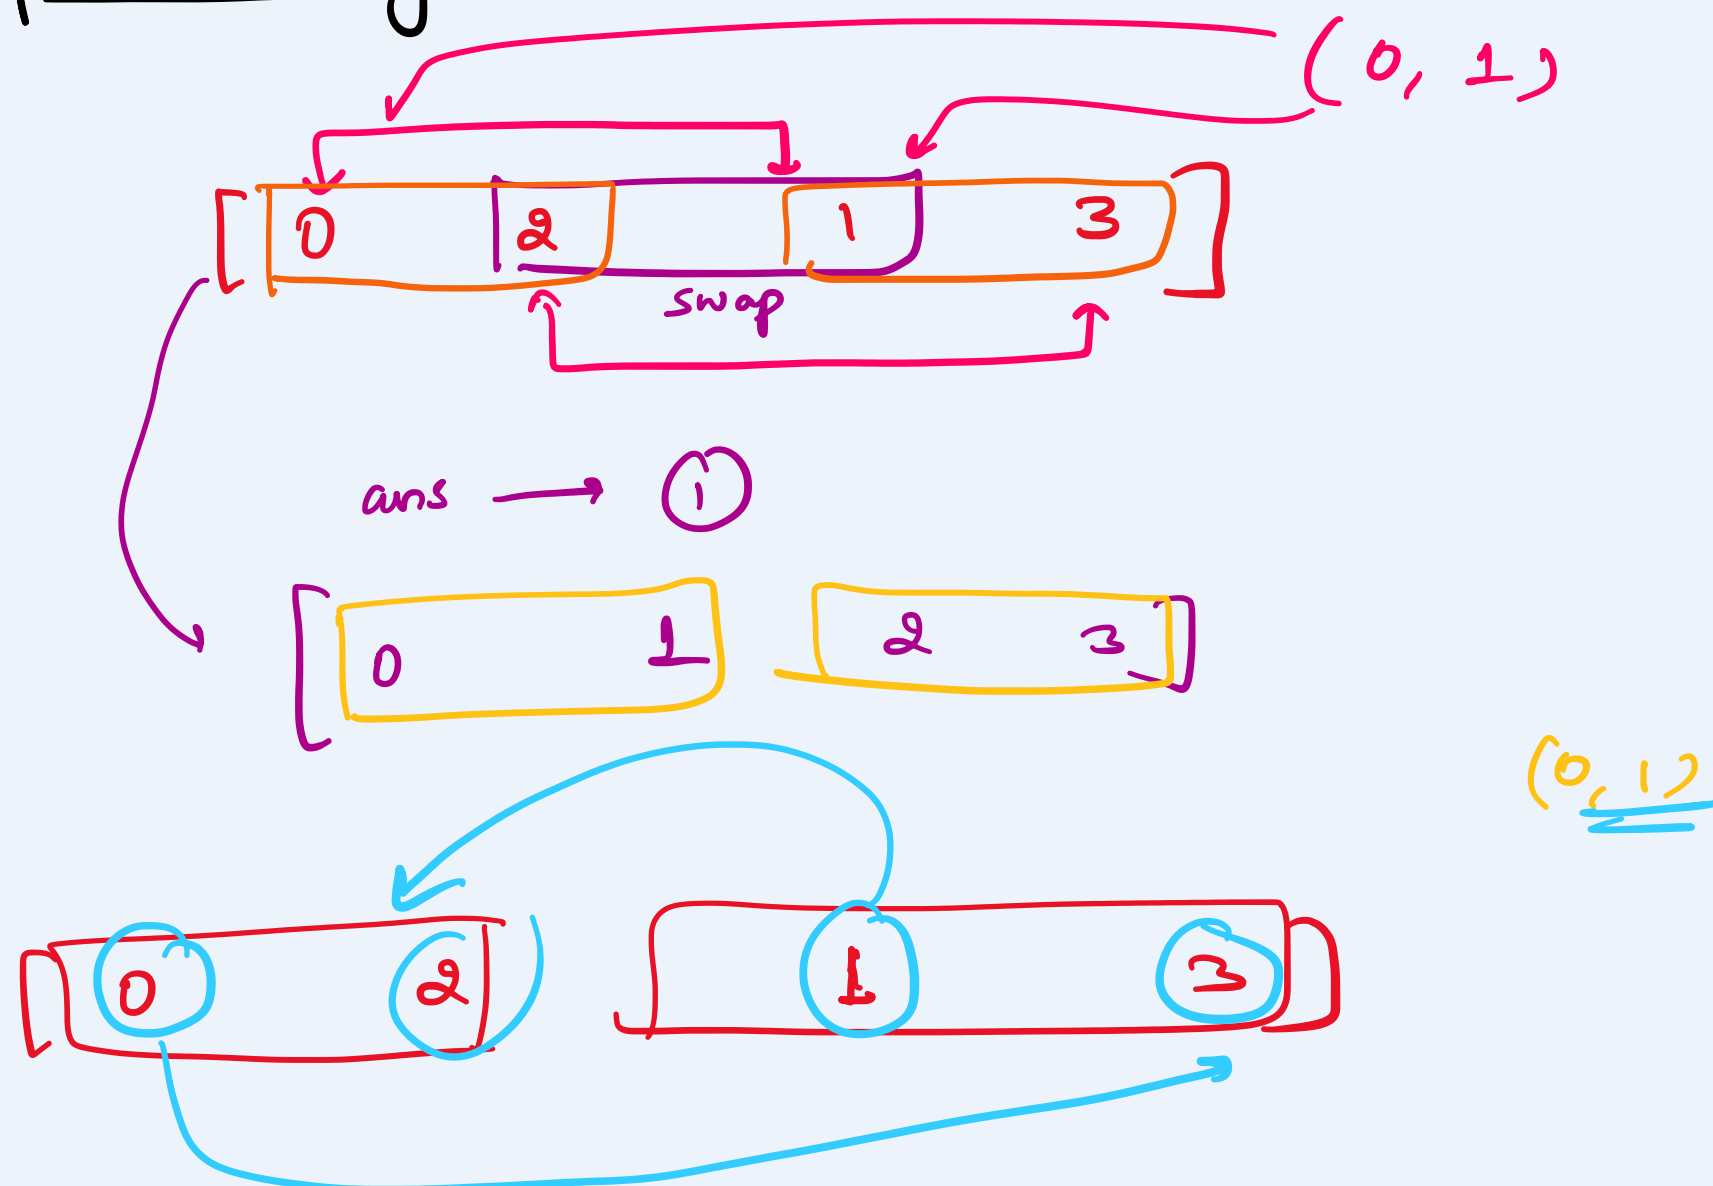 (0, 1)
[0 2 1 3]
swap
ans → 1
[0 1 2 3]
(0, 1)
[0 2 1 3]